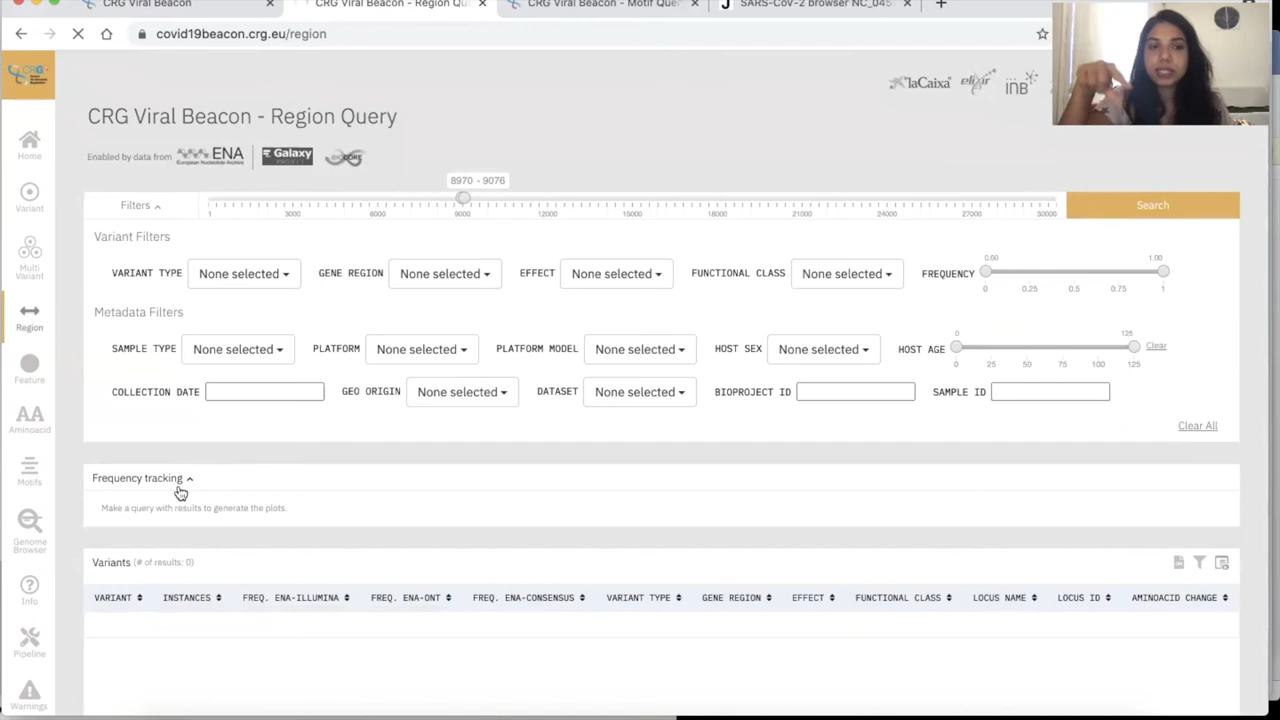 CRG Viral Beacon
CRG Viral Beacon - Region Qu
CRG Viral Beacon - Motif Quer
SARS-CoV-2 browser NC_045
covid19beacon.crg.eu/region
CRG
"laCaixa elixir INB
CRG Viral Beacon - Region Query
Enabled by data from ENA European Nucleotide Archive Galaxy PROJECT BIOCORE
8970 - 9076
Filters
1 3000 6000 9000 12000 15000 18000 21000 24000 27000 30000
Search
Variant Filters
VARIANT TYPE None selected GENE REGION None selected EFFECT None selected FUNCTIONAL CLASS None selected FREQUENCY 0.00 1.00
0 0.25 0.5 0.75 1
Metadata Filters
SAMPLE TYPE None selected PLATFORM None selected PLATFORM MODEL None selected HOST SEX None selected HOST AGE 0 125 Clear
0 25 50 75 100 125
COLLECTION DATE GEO ORIGIN None selected DATASET None selected BIOPROJECT ID SAMPLE ID
Clear All
Frequency tracking
Make a query with results to generate the plots.
Variants (# of results: 0)
VARIANT INSTANCES FREQ. ENA-ILLUMINA FREQ. ENA-ONT FREQ. ENA-CONSENSUS VARIANT TYPE GENE REGION EFFECT FUNCTIONAL CLASS LOCUS NAME LOCUS ID AMINOACID CHANGE
Home
Variant
Multi
Variant
Region
Feature
AA
Aminoacid
Motifs
Genome
Browser
Info
Pipeline
Warnings